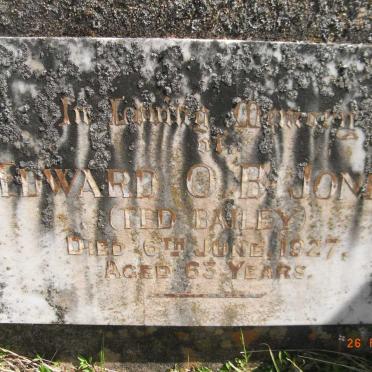 In Loving Memory
of
EDWARD O. B. JONES
(TED BAILEY)
DIED 6TH JUNE 1927,
AGED 63 YEARS.
26